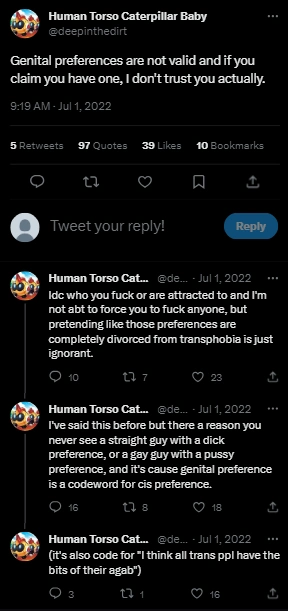 Human Torso Caterpillar Baby
@deepinthedirt
Genital preferences are not valid and if you
claim you have one, I don't trust you actually.
9:19 AM · Jul 1, 2022
5 Retweets 97 Quotes 39 Likes 10 Bookmarks
Tweet your reply!
Reply
Human Torso Cat... @de... · Jul 1, 2022
Idc who you fuck or are attracted to and I'm
not abt to force you to fuck anyone, but
pretending like those preferences are
completely divorced from transphobia is just
ignorant.
10 7 23
Human Torso Cat... @de... · Jul 1, 2022
I've said this before but there a reason you
never see a straight guy with a dick
preference, or a gay guy with a pussy
preference, and it's cause genital preference
is a codeword for cis preference.
16 8 18
Human Torso Cat... @de... · Jul 1, 2022
(it's also code for "I think all trans ppl have the
bits of their agab")
3 1 16